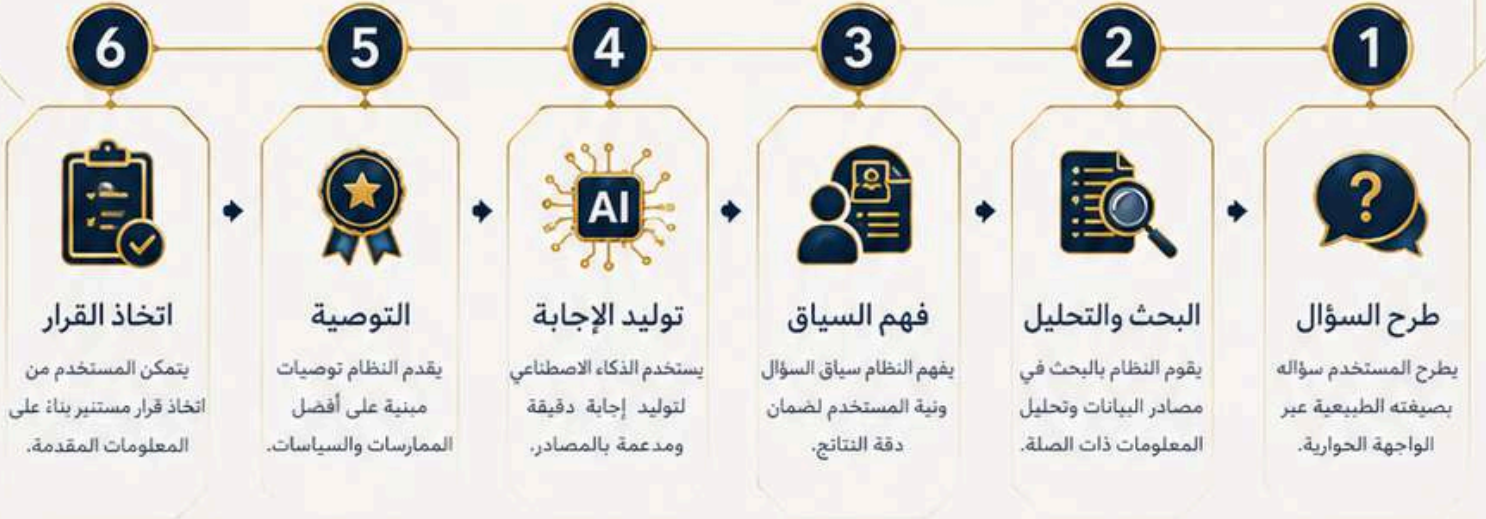 1
طرح السؤال
يطرح المستخدم سؤاله
بصيغته الطبيعية عبر
الواجهة الحوارية.
2
البحث والتحليل
يقوم النظام بالبحث في
مصادر البيانات وتحليل
المعلومات ذات الصلة.
3
فهم السياق
يفهم النظام سياق السؤال
ونية المستخدم لضمان
دقة النتائج.
4
AI
توليد الإجابة
يستخدم الذكاء الاصطناعي
لتوليد إجابة دقيقة
ومدعمة بالمصادر.
5
التوصية
يقدم النظام توصيات
مبنية على أفضل
الممارسات والسياسات.
6
اتخاذ القرار
يتمكن المستخدم من
اتخاذ قرار مستنير بناءً على
المعلومات المقدمة.